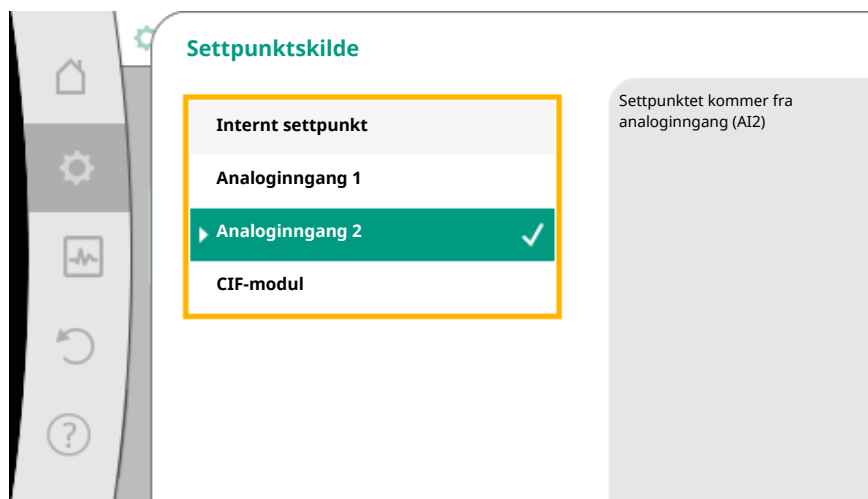 Settpunktskilde
Internt settpunkt
Analoginngang 1
Analoginngang 2
CIF-modul
Settpunktet kommer fra
analoginngang (AI2)